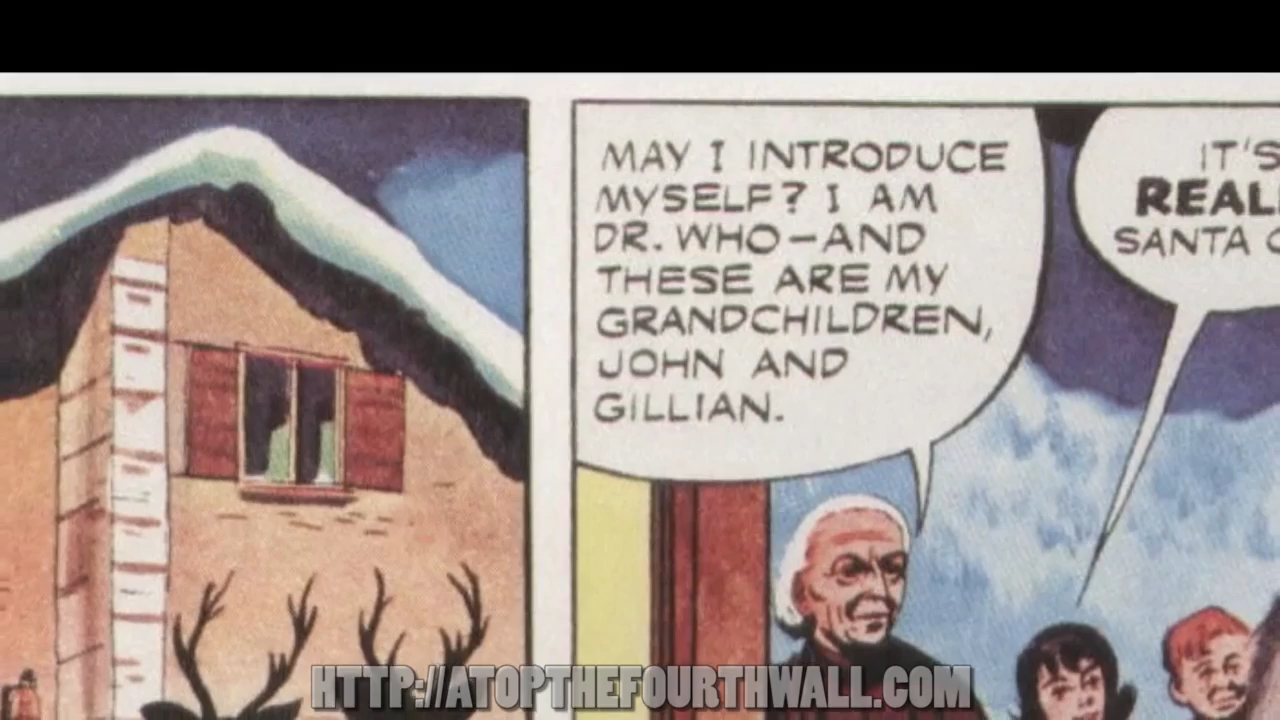 MAY I INTRODUCE
MYSELF? I AM
DR. WHO—AND
THESE ARE MY
GRANDCHILDREN,
JOHN AND
GILLIAN.
IT'S
SANTA
HTTP://ATOPTHEFOURTHWALL.COM